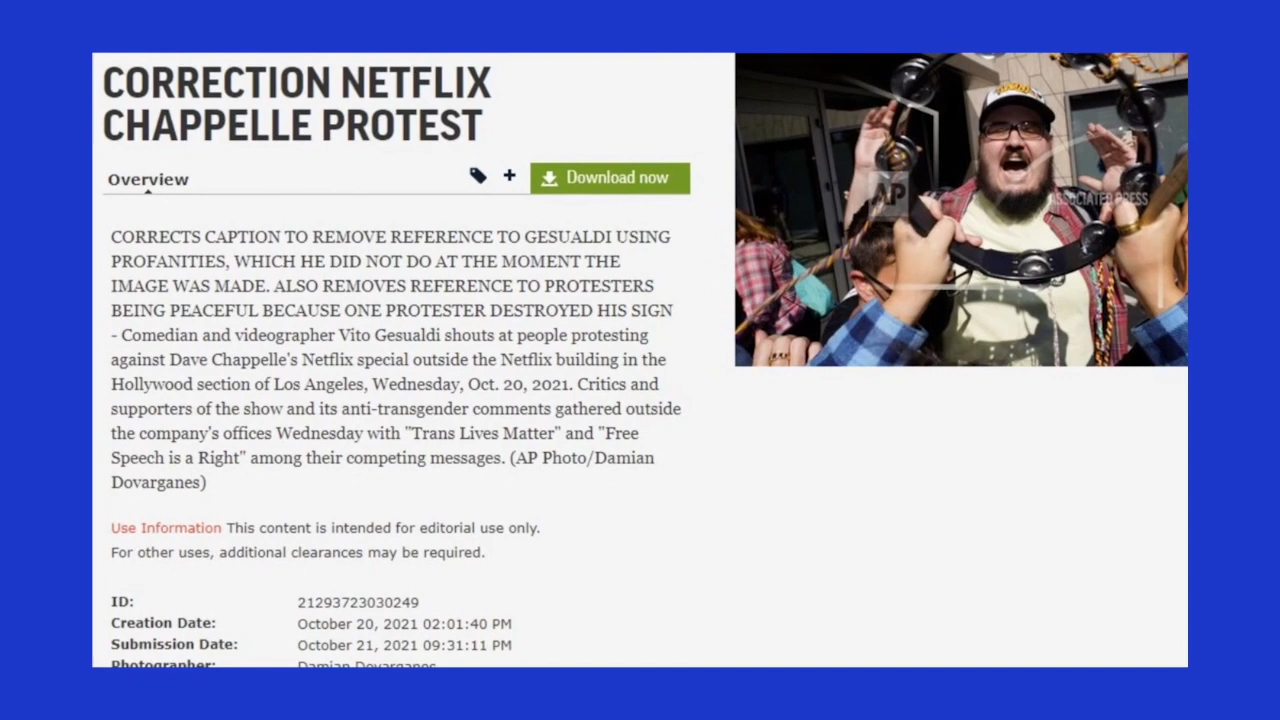 CORRECTION NETFLIX
CHAPPELLE PROTEST
Overview
Download now
CORRECTS CAPTION TO REMOVE REFERENCE TO GESUALDI USING
PROFANITIES, WHICH HE DID NOT DO AT THE MOMENT THE
IMAGE WAS MADE. ALSO REMOVES REFERENCE TO PROTESTERS
BEING PEACEFUL BECAUSE ONE PROTESTER DESTROYED HIS SIGN
- Comedian and videographer Vito Gesualdi shouts at people protesting
against Dave Chappelle's Netflix special outside the Netflix building in the
Hollywood section of Los Angeles, Wednesday, Oct. 20, 2021. Critics and
supporters of the show and its anti-transgender comments gathered outside
the company's offices Wednesday with "Trans Lives Matter" and "Free
Speech is a Right" among their competing messages. (AP Photo/Damian
Dovarganes)
Use Information This content is intended for editorial use only.
For other uses, additional clearances may be required.
ID: 21293723030249
Creation Date: October 20, 2021 02:01:40 PM
Submission Date: October 21, 2021 09:31:11 PM
Photographer: Damian Dovarganes
AP
ASSOCIATED PRESS